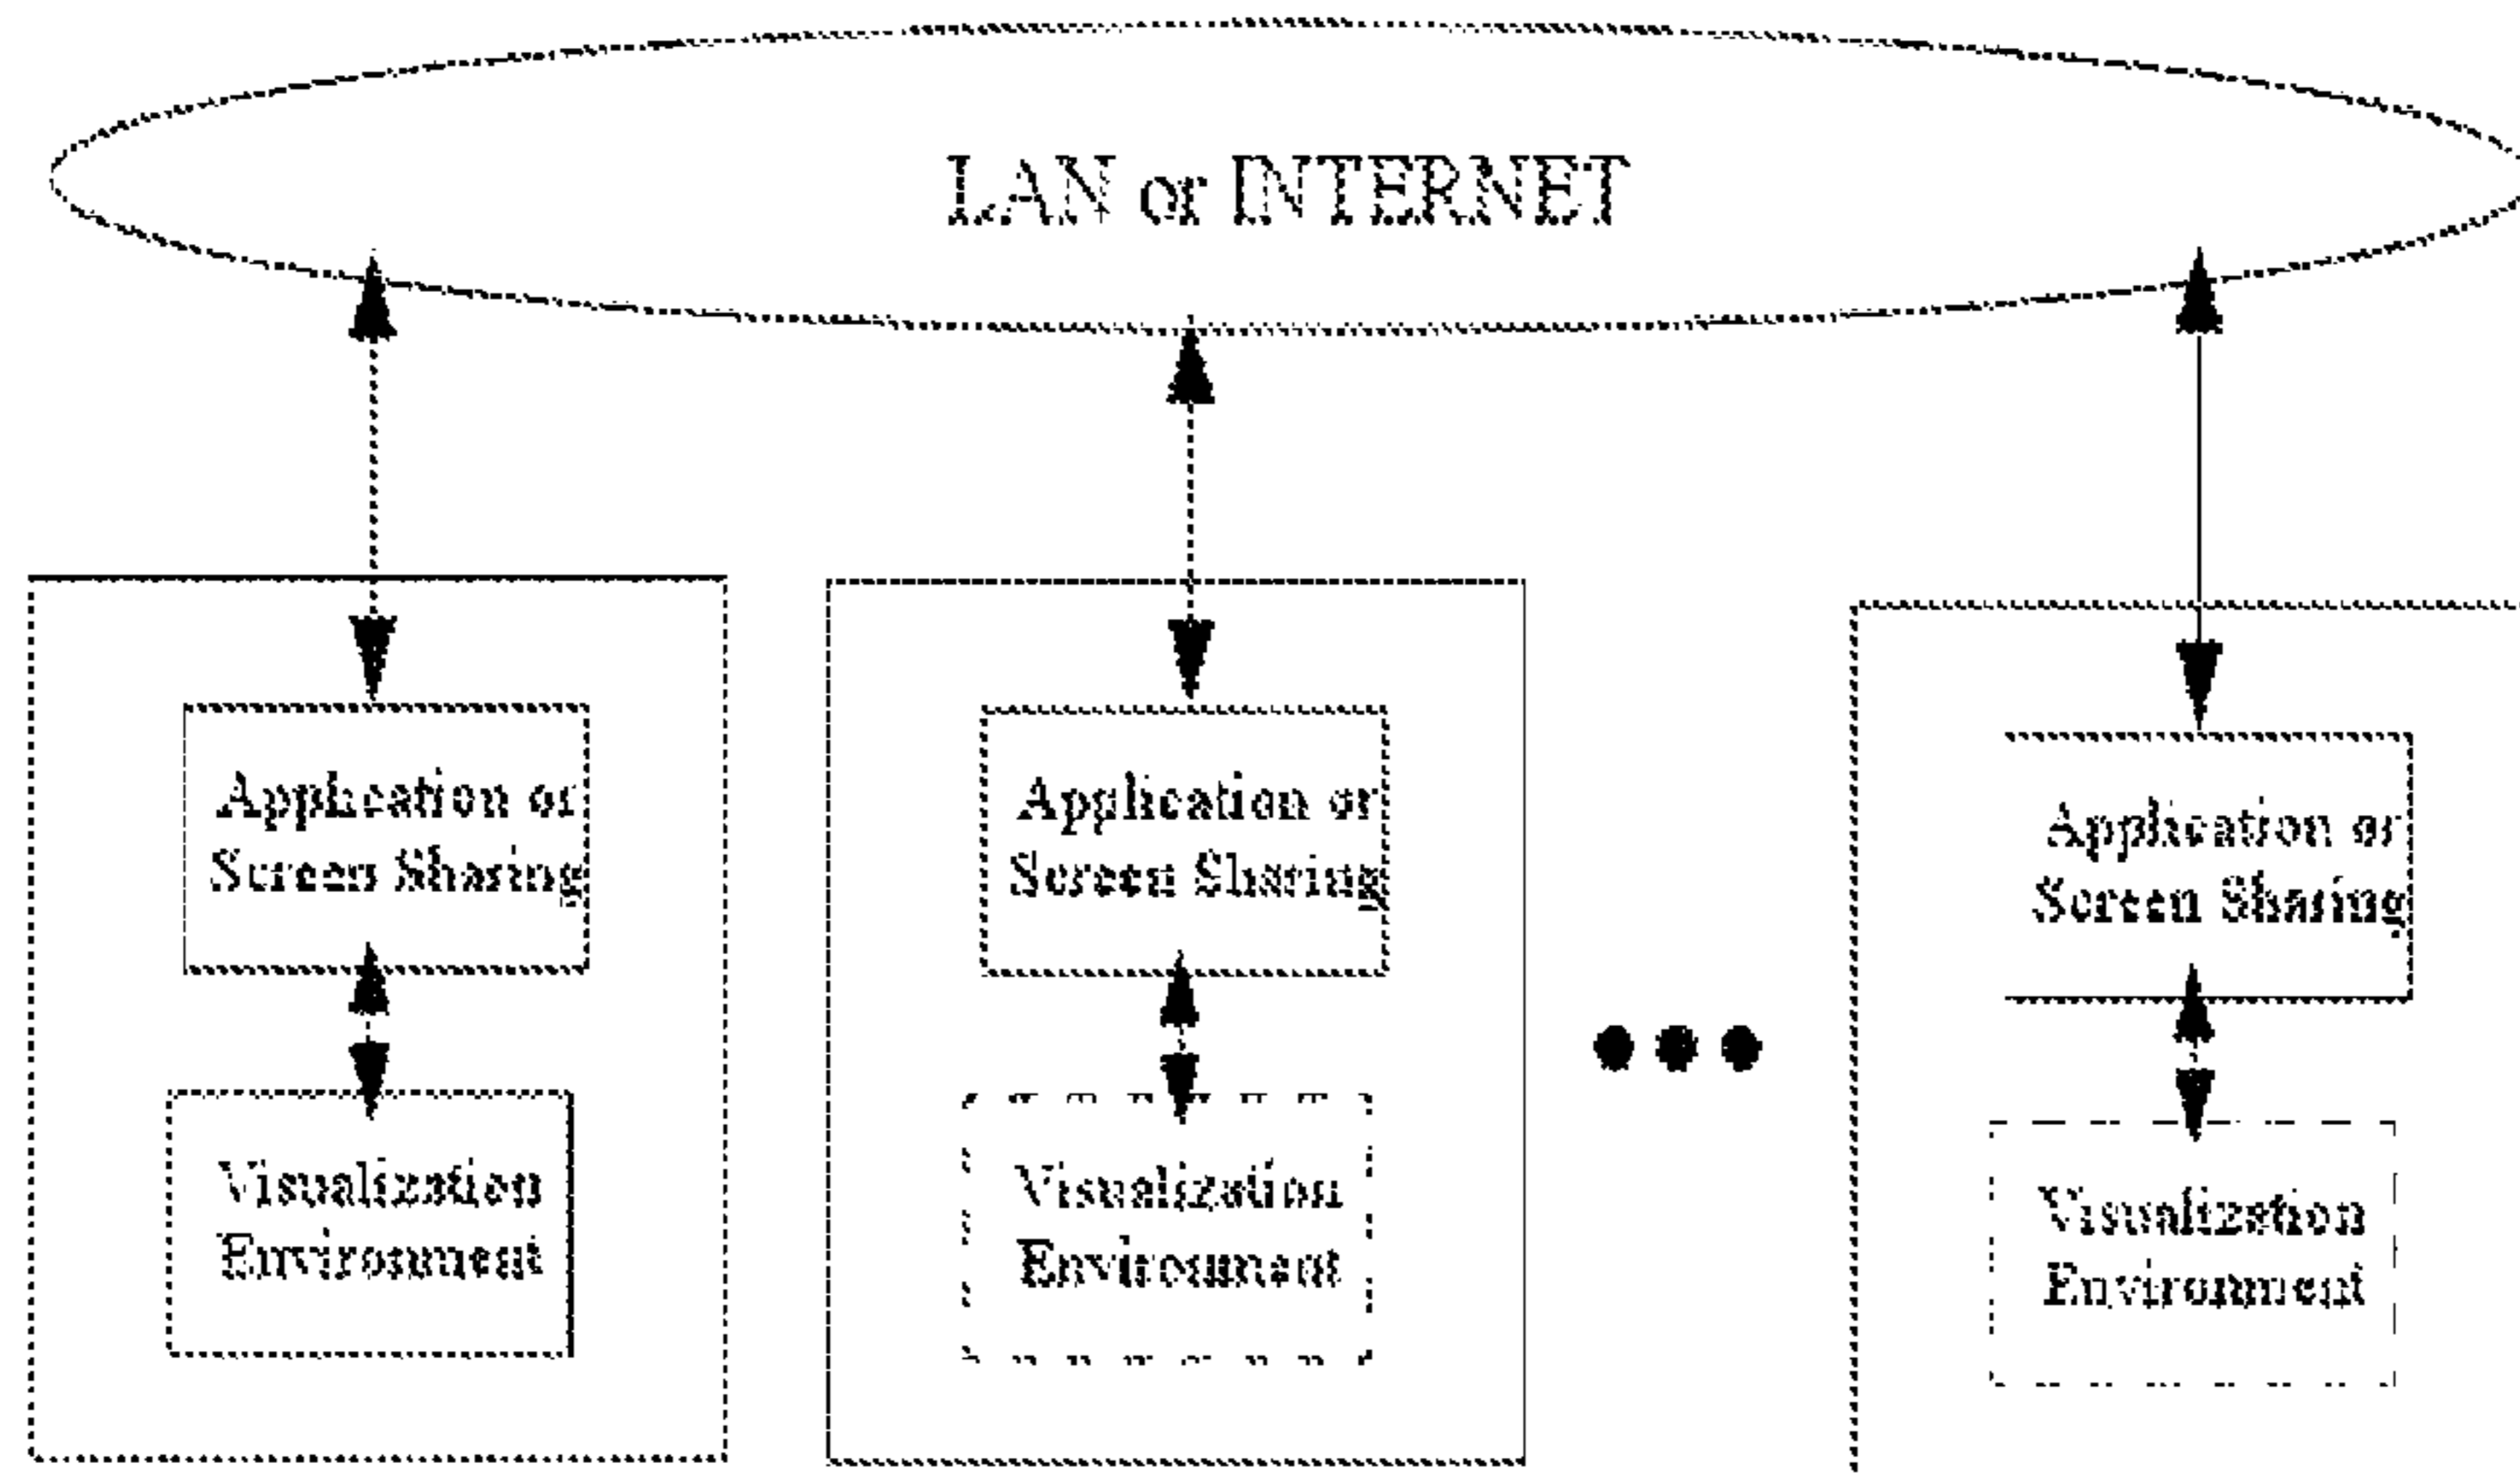 LAN or INTERNET
Application or
Screen Sharing
Visualization
Environment
Application or
Screen Sharing
Visualization
Environment
Application or
Screen Sharing
Visualization
Environment